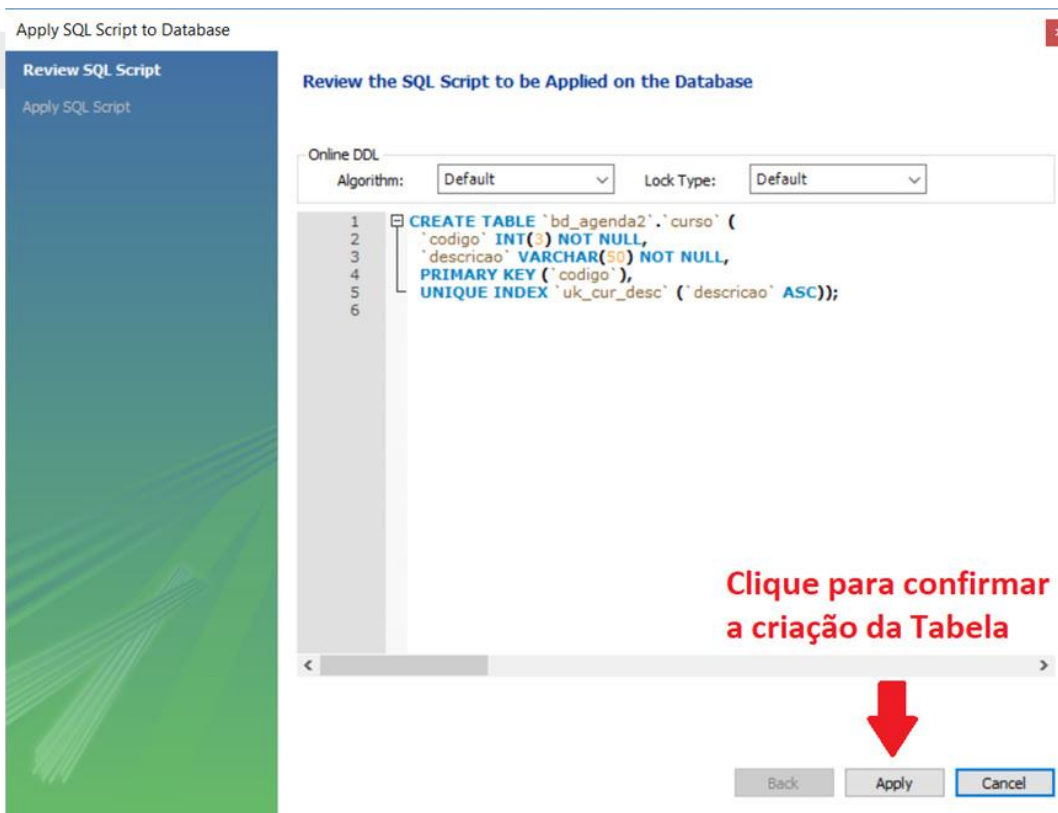 Apply SQL Script to Database
Review SQL Script
Apply SQL Script
Review the SQL Script to be Applied on the Database
Online DDL
Algorithm: Default Lock Type: Default
1 CREATE TABLE `bd_agenda2`.`curso` (
2 `codigo` INT(3) NOT NULL,
3 `descricao` VARCHAR(50) NOT NULL,
4 PRIMARY KEY (`codigo`),
5 UNIQUE INDEX `uk_cur_desc` (`descricao` ASC));
6
Clique para confirmar
a criação da Tabela
Back Apply Cancel